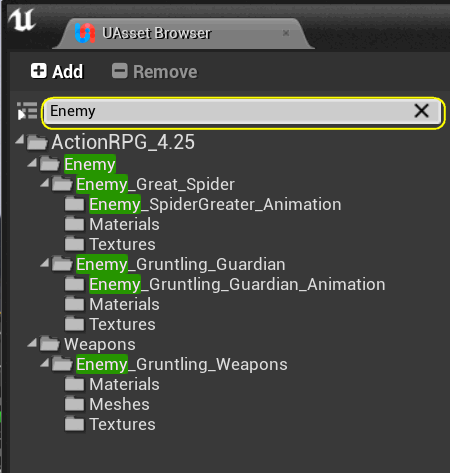 UAsset Browser
Add Remove
Enemy
ActionRPG_4.25
Enemy
Enemy_Great_Spider
Enemy_SpiderGreater_Animation
Materials
Textures
Enemy_Gruntling_Guardian
Enemy_Gruntling_Guardian_Animation
Materials
Textures
Weapons
Enemy_Gruntling_Weapons
Materials
Meshes
Textures